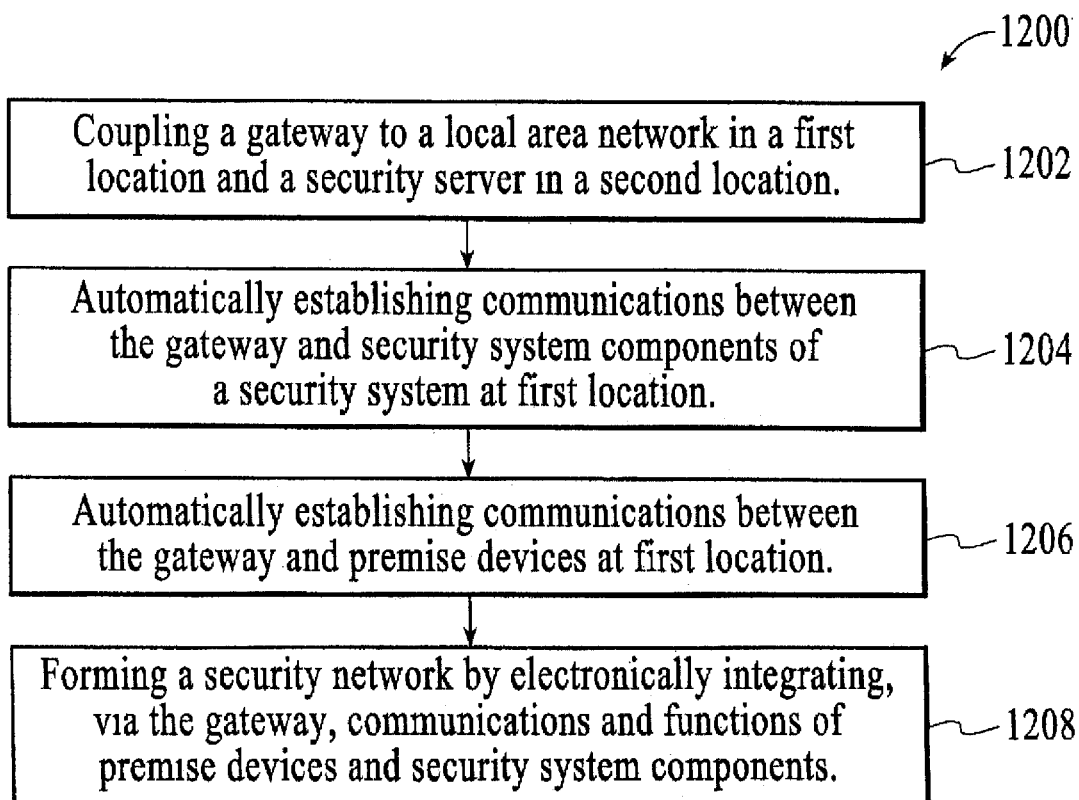 1200
Coupling a gateway to a local area network in a first
location and a security server in a second location.
1202
Automatically establishing communications between
the gateway and security system components of
a security system at first location.
1204
Automatically establishing communications between
the gateway and premise devices at first location.
1206
Forming a security network by electronically integrating,
via the gateway, communications and functions of
premise devices and security system components.
1208